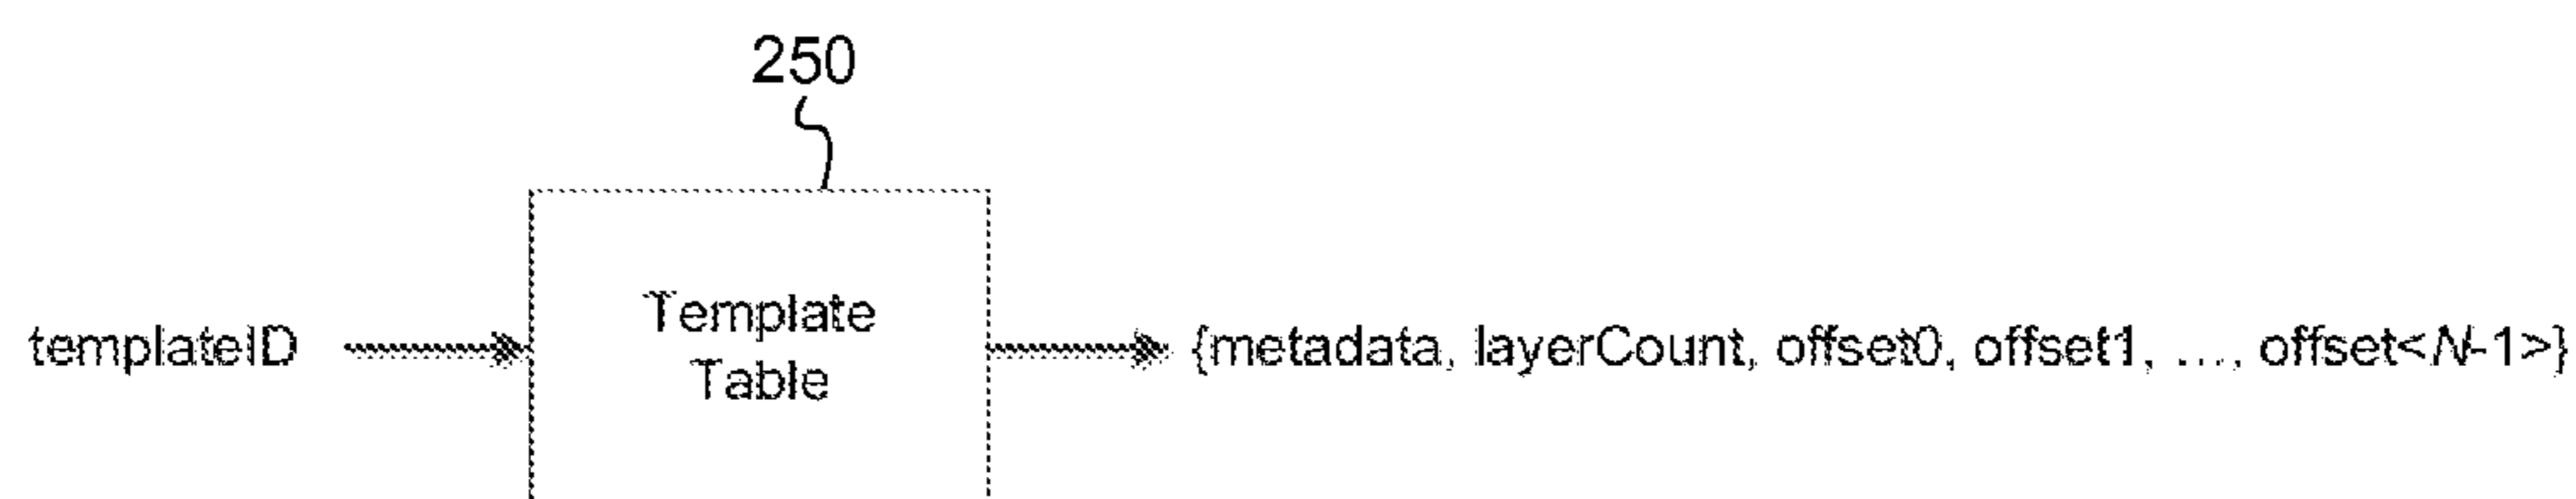 250
templateID
Template
Table
{metadata, layerCount, offset0, offset1, ..., offset<N-1>}